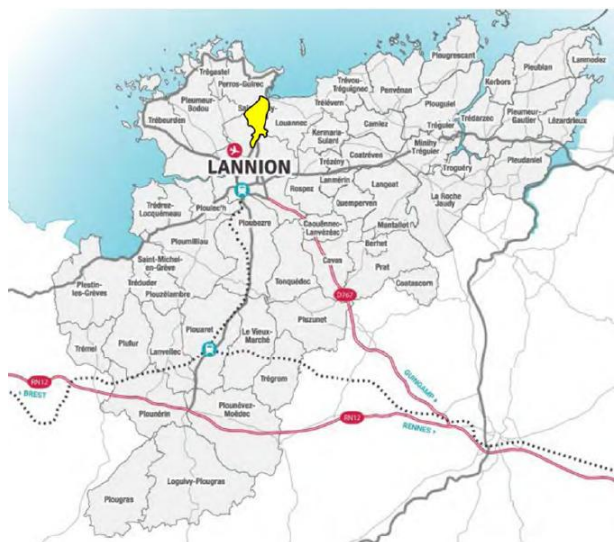 Plougrescant
Lanmodez
Trégastel
Perros-Guirec
Trévou-
Tréguignec
Penvénan
Kerbors
Pleubian
Pleumeur-
Bodou
Trélévern
Plouguiel
Trébeurden
Louannec
Kermaria-
Sulard
Camlez
Tréguier
Trédarzec
Pleumeur-
Gautier
Lézardrieux
Trézény
Coatréven
Minihy
Tréguier
Troguéry
Pleudaniel
LANNION
Lanmérin
Rospez
Langoat
Quemperven
La Roche
Jaudy
Trédrez-
Locquémeau
Ploulec'h
Ploubezre
Caouënnec-
Lanvézéac
Mantallot
Berhet
Ploumilliau
Saint-Michel-
en-Grève
Cavan
Prat
Coatascorn
Plestin-
les-Grèves
Tréduder
Plouzélambre
Tonquédec
D767
Pluzunet
Trémel
Plufur
Lanvellec
Plouaret
Le Vieux-
Marché
Trégrom
RN12
BREST
GUINGAMP
Plounérin
Plounévez-
Moëdec
RN12
RENNES
Plougras
Loguivy-Plougras